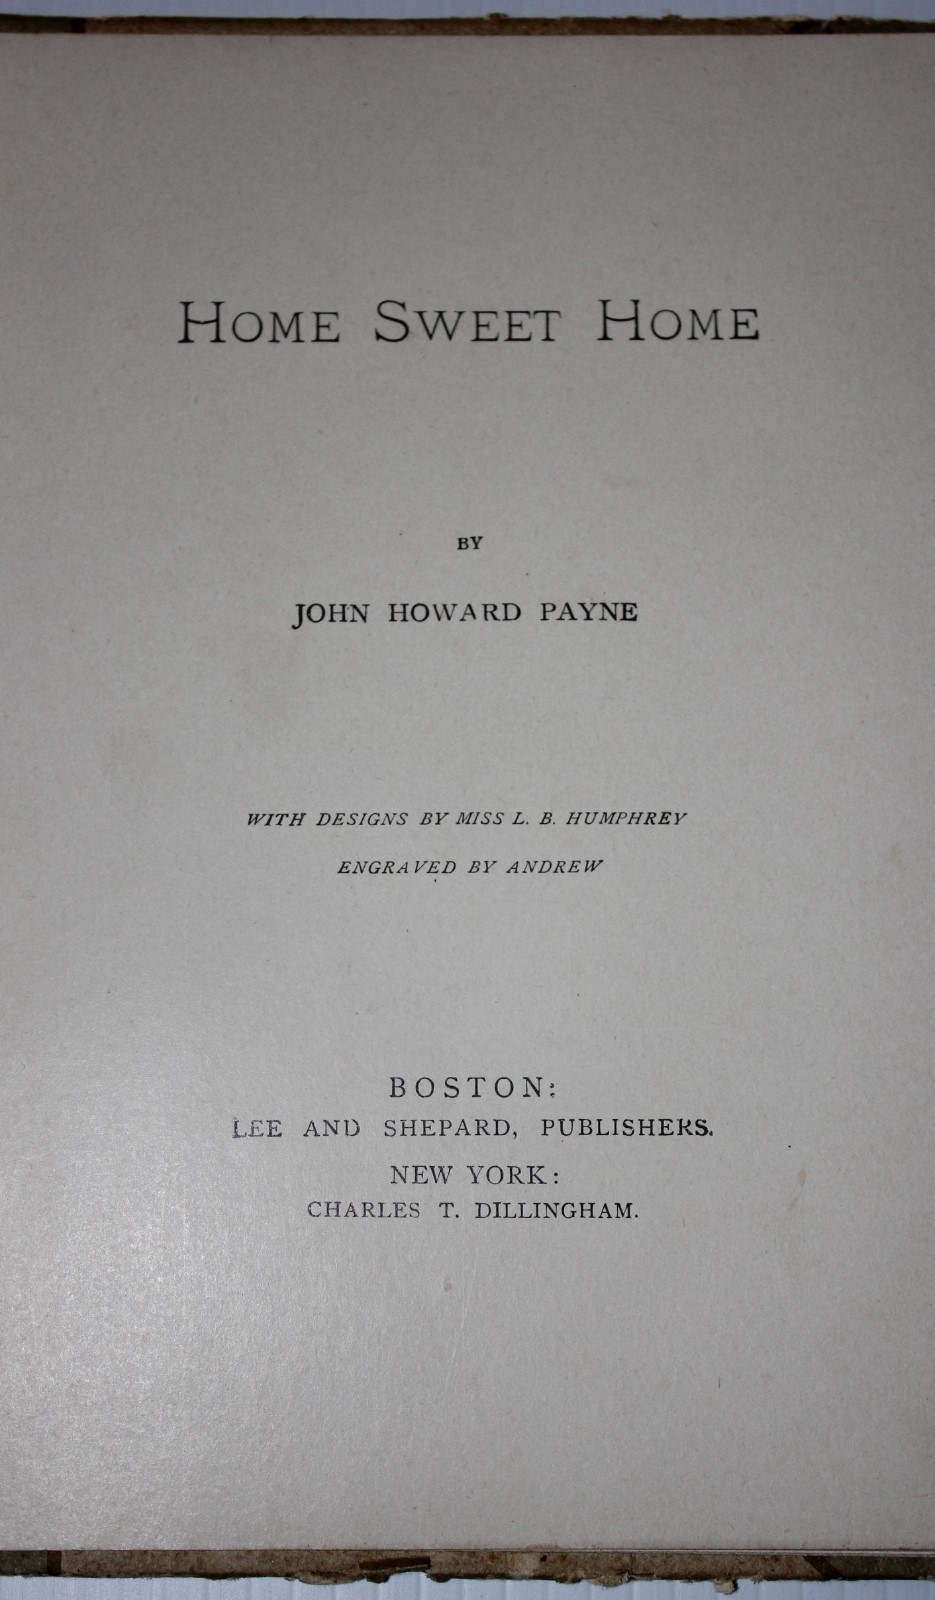 HOME SWEET HOME
BY
JOHN HOWARD PAYNE
WITH DESIGNS BY MISS L. B. HUMPHREY
ENGRAVED BY ANDREW
BOSTON:
LEE AND SHEPARD, PUBLISHERS.
NEW YORK:
CHARLES T. DILLINGHAM.